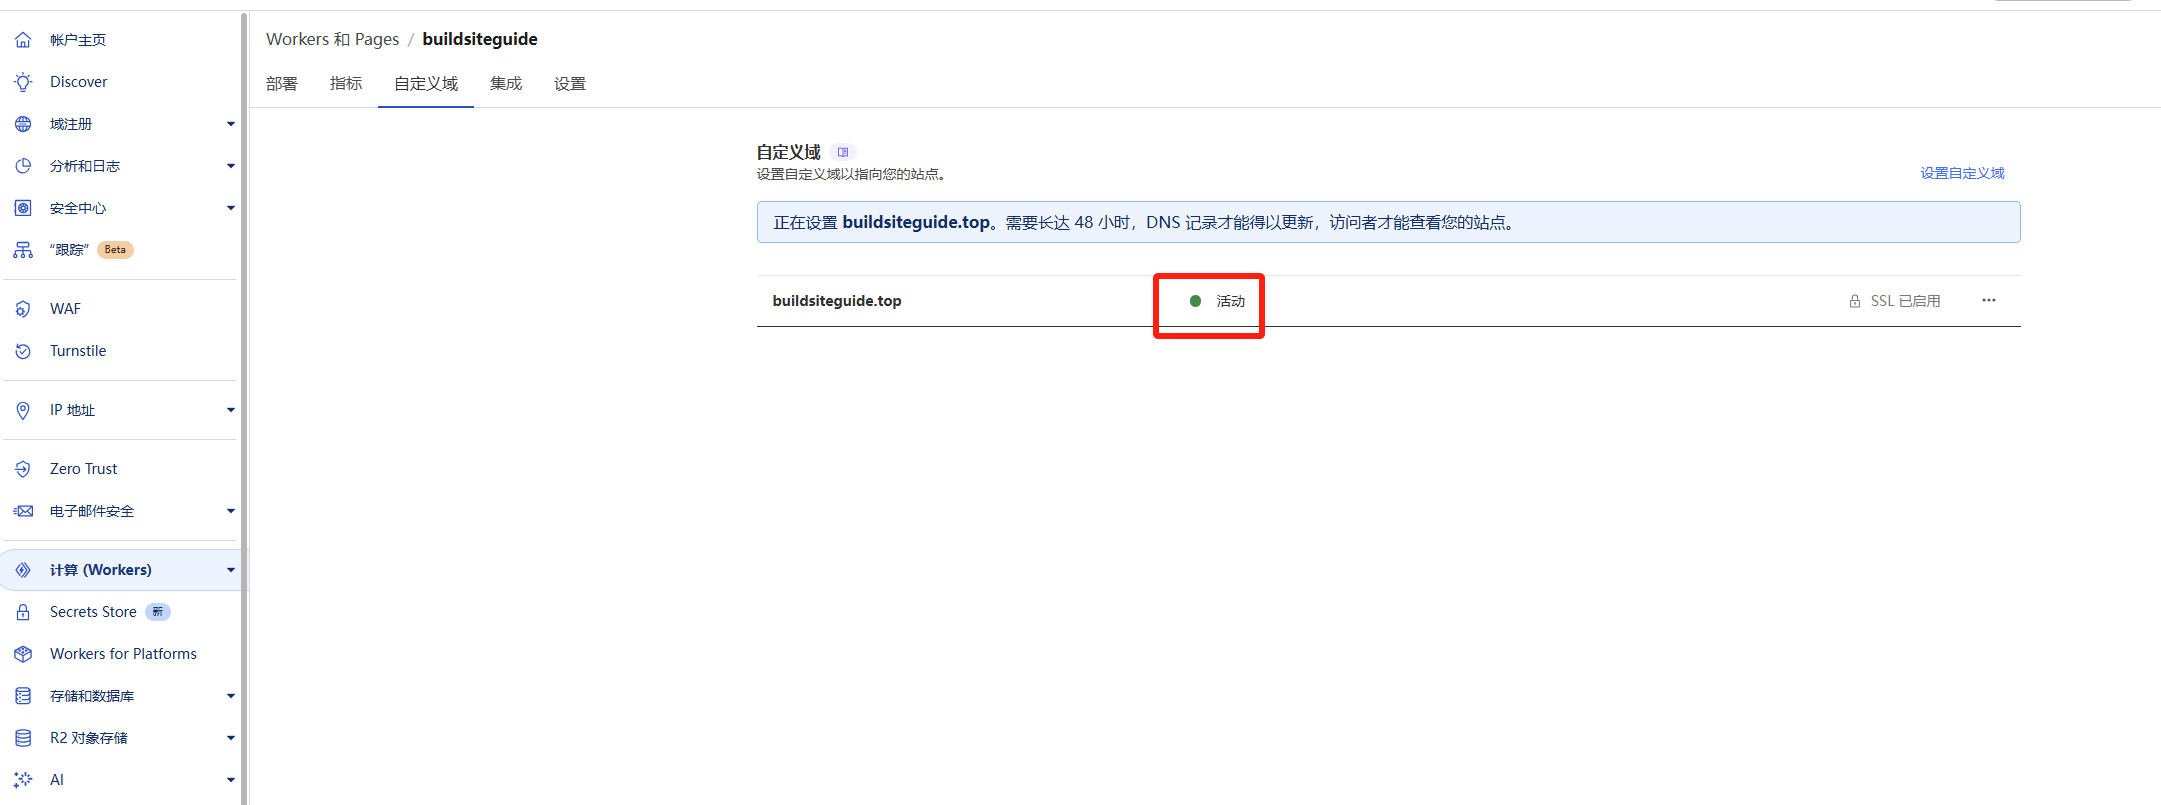 帐户主页
Discover
域注册
分析和日志
安全中心
“跟踪” Beta
WAF
Turnstile
IP 地址
Zero Trust
电子邮件安全
计算 (Workers)
Secrets Store 新
Workers for Platforms
存储和数据库
R2 对象存储
AI
Workers 和 Pages / buildsiteguide
部署 指标 自定义域 集成 设置
自定义域
设置自定义域以指向您的站点。
设置自定义域
正在设置 buildsiteguide.top。需要长达 48 小时，DNS 记录才能得以更新，访问者才能查看您的站点。
buildsiteguide.top 活动 SSL 已启用 ···